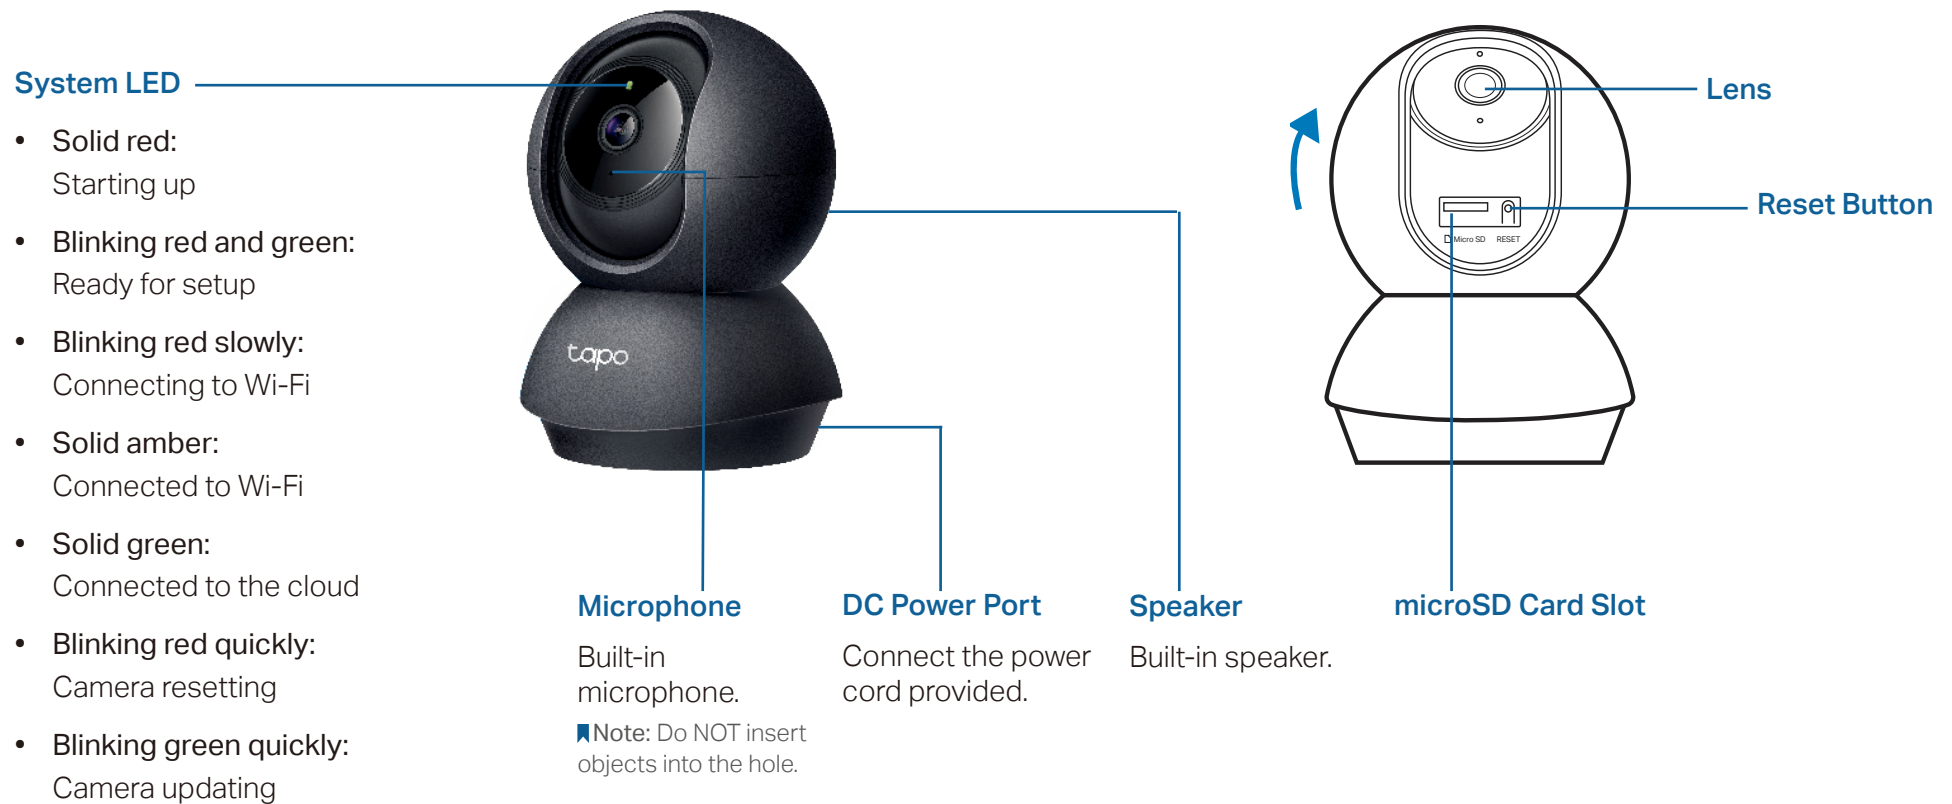 System LED
• Solid red:
Starting up
• Blinking red and green:
Ready for setup
• Blinking red slowly:
Connecting to Wi-Fi
• Solid amber:
Connected to Wi-Fi
• Solid green:
Connected to the cloud
• Blinking red quickly:
Camera resetting
• Blinking green quickly:
Camera updating
tapo
Microphone
Built-in
microphone.
Note: Do NOT insert
objects into the hole.
DC Power Port
Connect the power
cord provided.
Speaker
Built-in speaker.
Lens
Reset Button
Micro SD RESET
microSD Card Slot